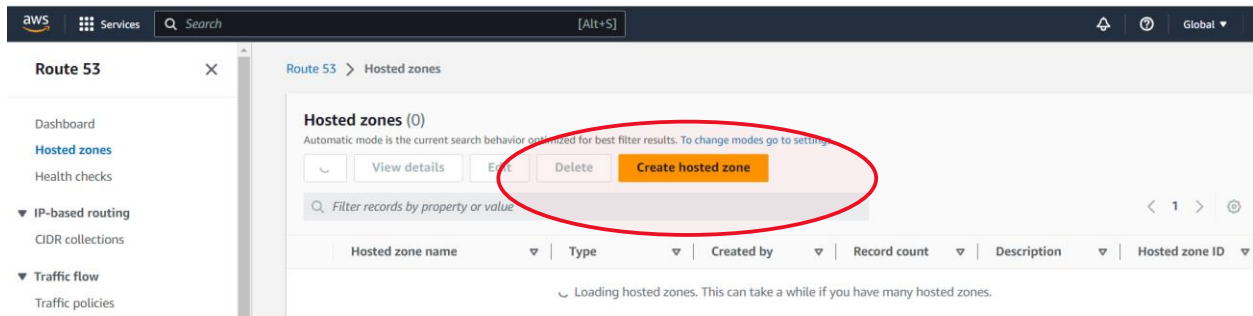 aws Services Search [Alt+S] Global
Route 53
Dashboard
Hosted zones
Health checks
IP-based routing
CIDR collections
Traffic flow
Traffic policies
Route 53 > Hosted zones
Hosted zones (0)
Automatic mode is the current search behavior optimized for best filter results. To change modes go to settings.
View details Edit Delete Create hosted zone
Filter records by property or value
1
Hosted zone name Type Created by Record count Description Hosted zone ID
Loading hosted zones. This can take a while if you have many hosted zones.